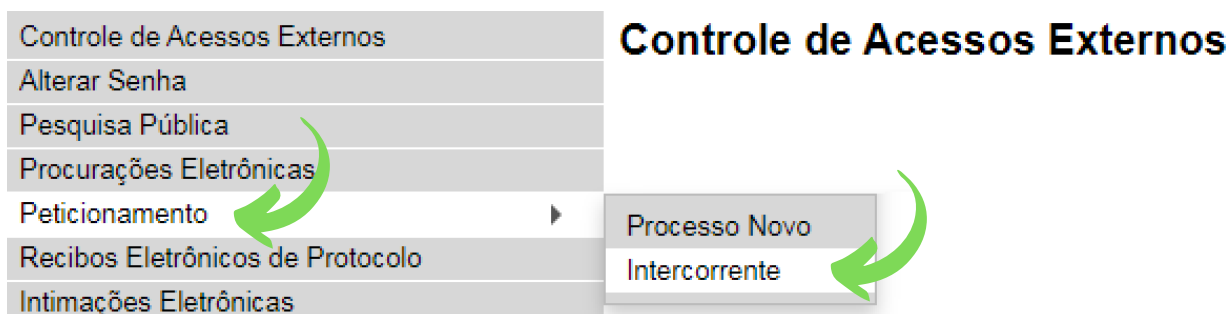 Controle de Acessos Externos
Alterar Senha
Pesquisa Pública
Procurações Eletrônicas
Peticionamento
Recibos Eletrônicos de Protocolo
Intimações Eletrônicas
Controle de Acessos Externos
Processo Novo
Intercorrente